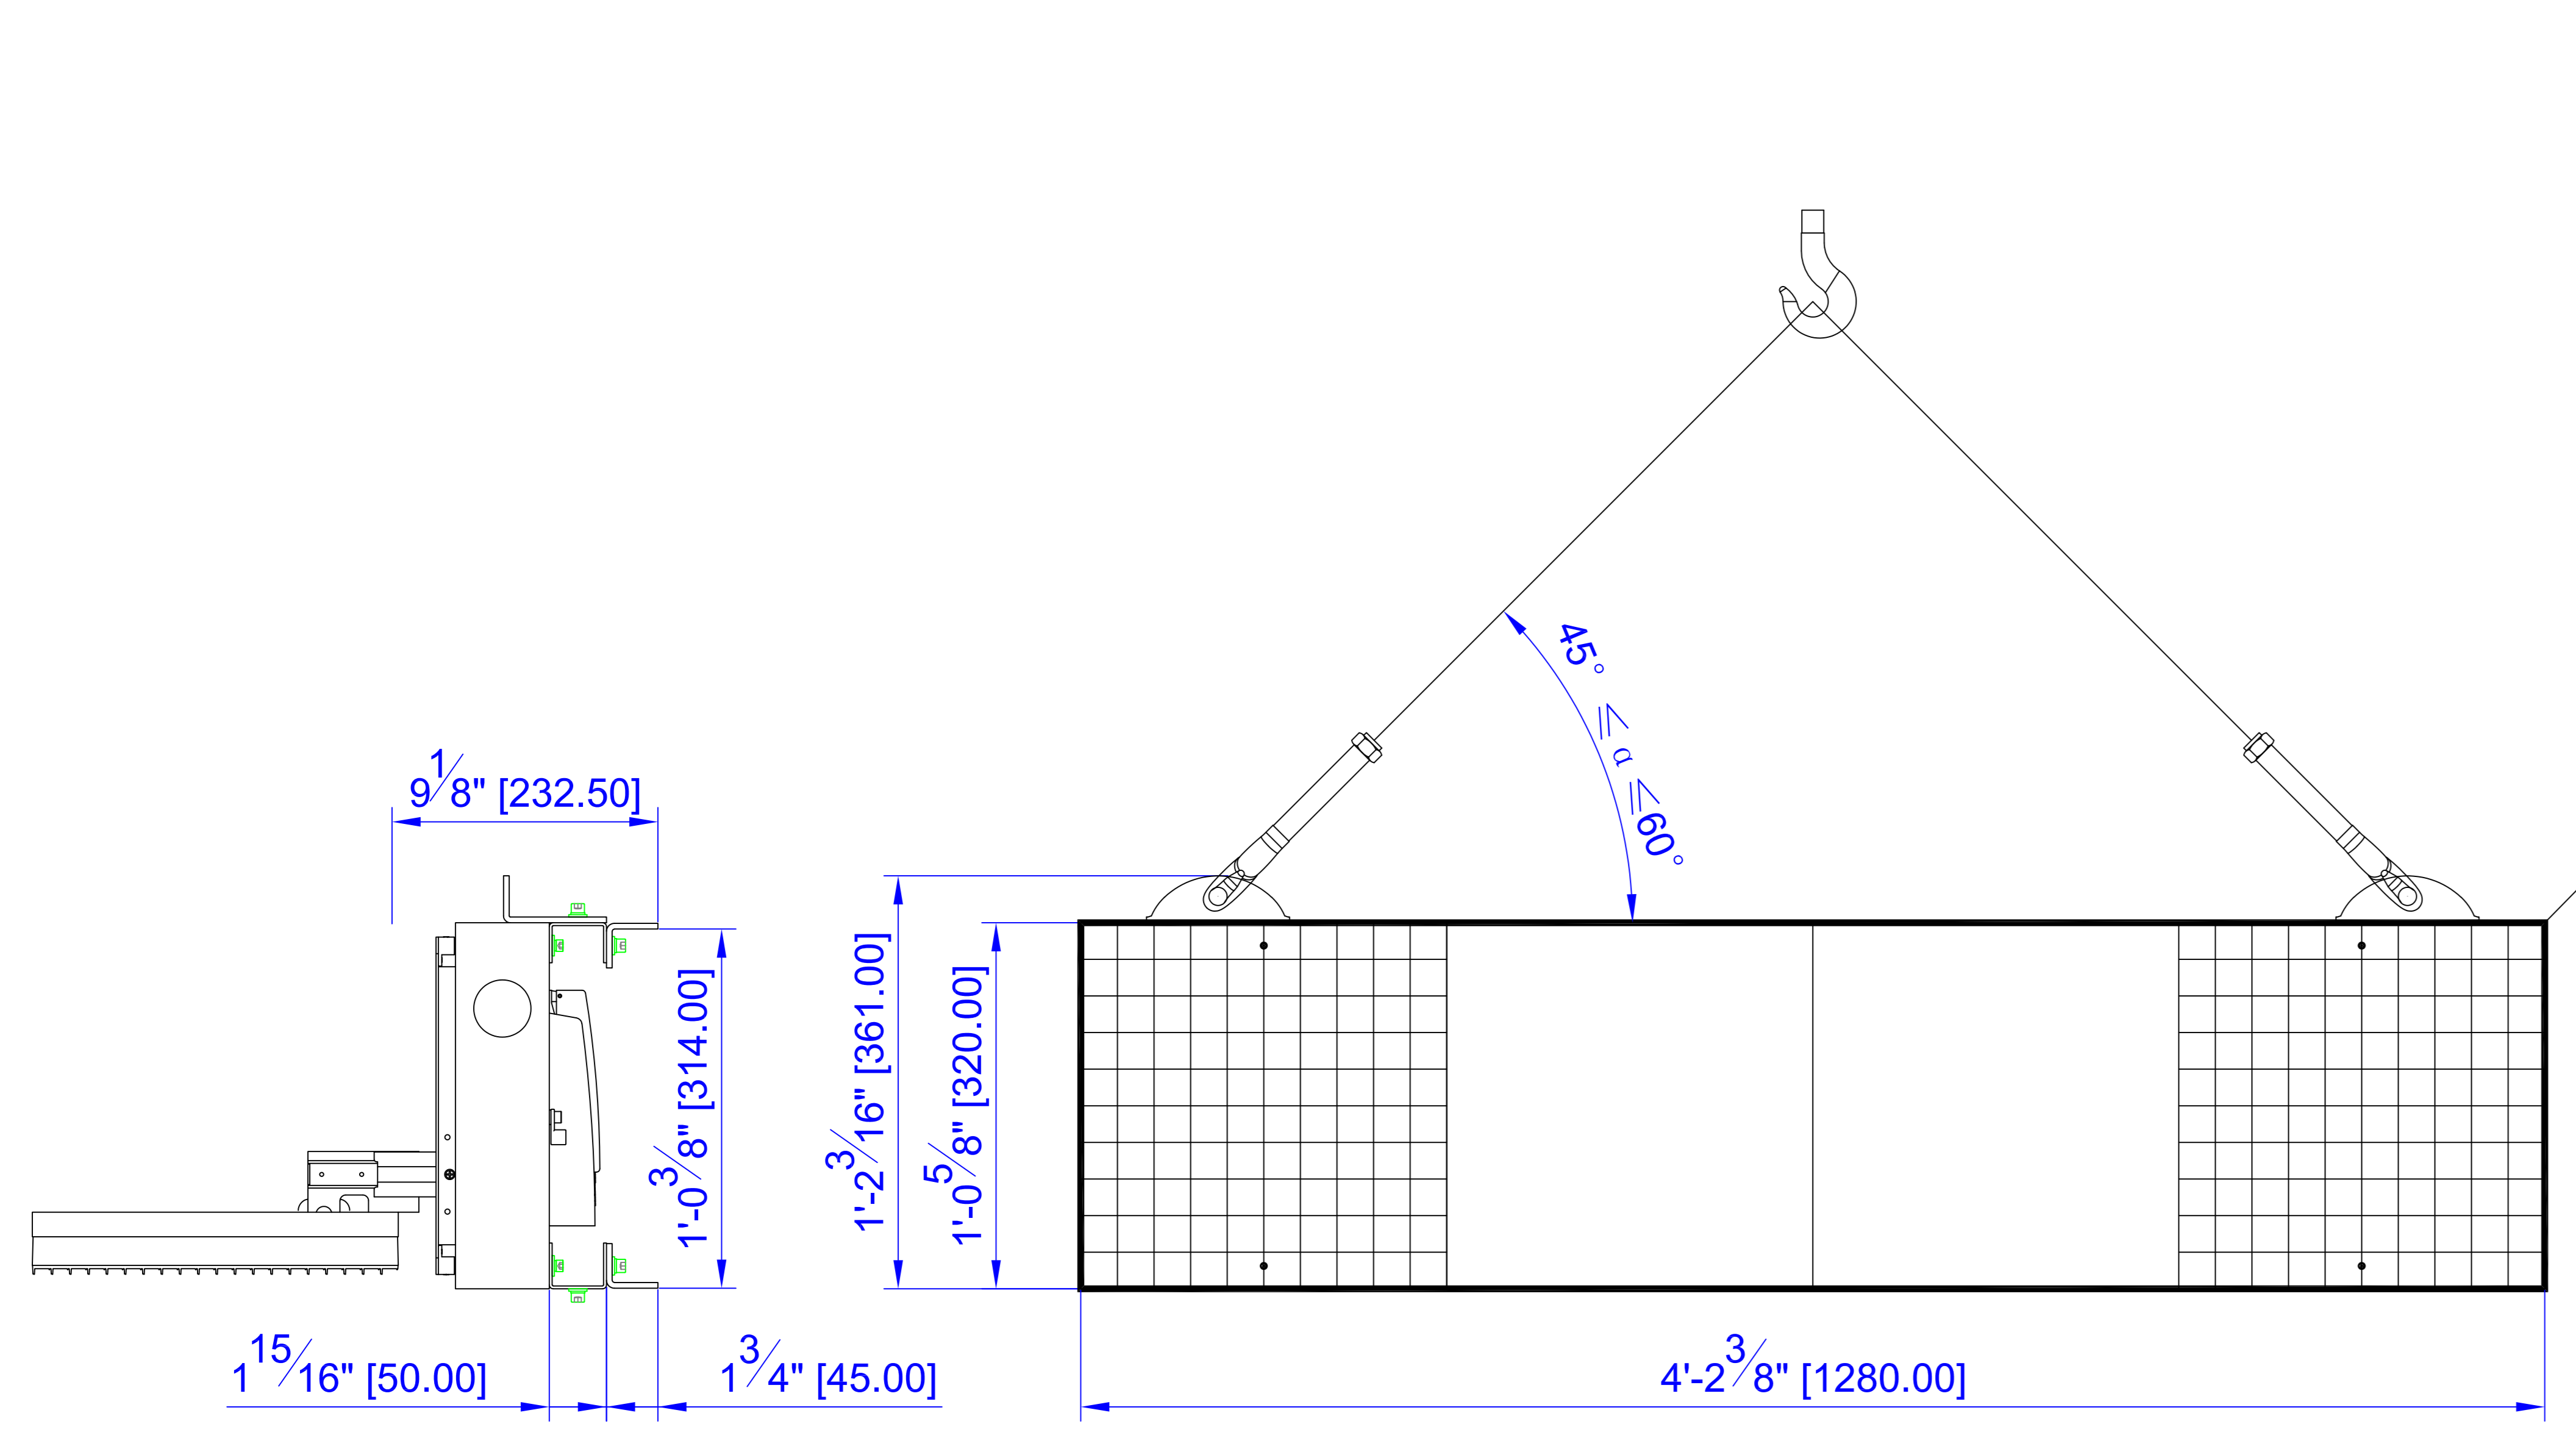 9 1/8" [232.50]
1'-0 3/8" [314.00]
1'-2 3/16" [361.00]
1'-0 5/8" [320.00]
45° ≤ α ≤60°
1 15/16" [50.00]
1 3/4" [45.00]
4'-2 3/8" [1280.00]